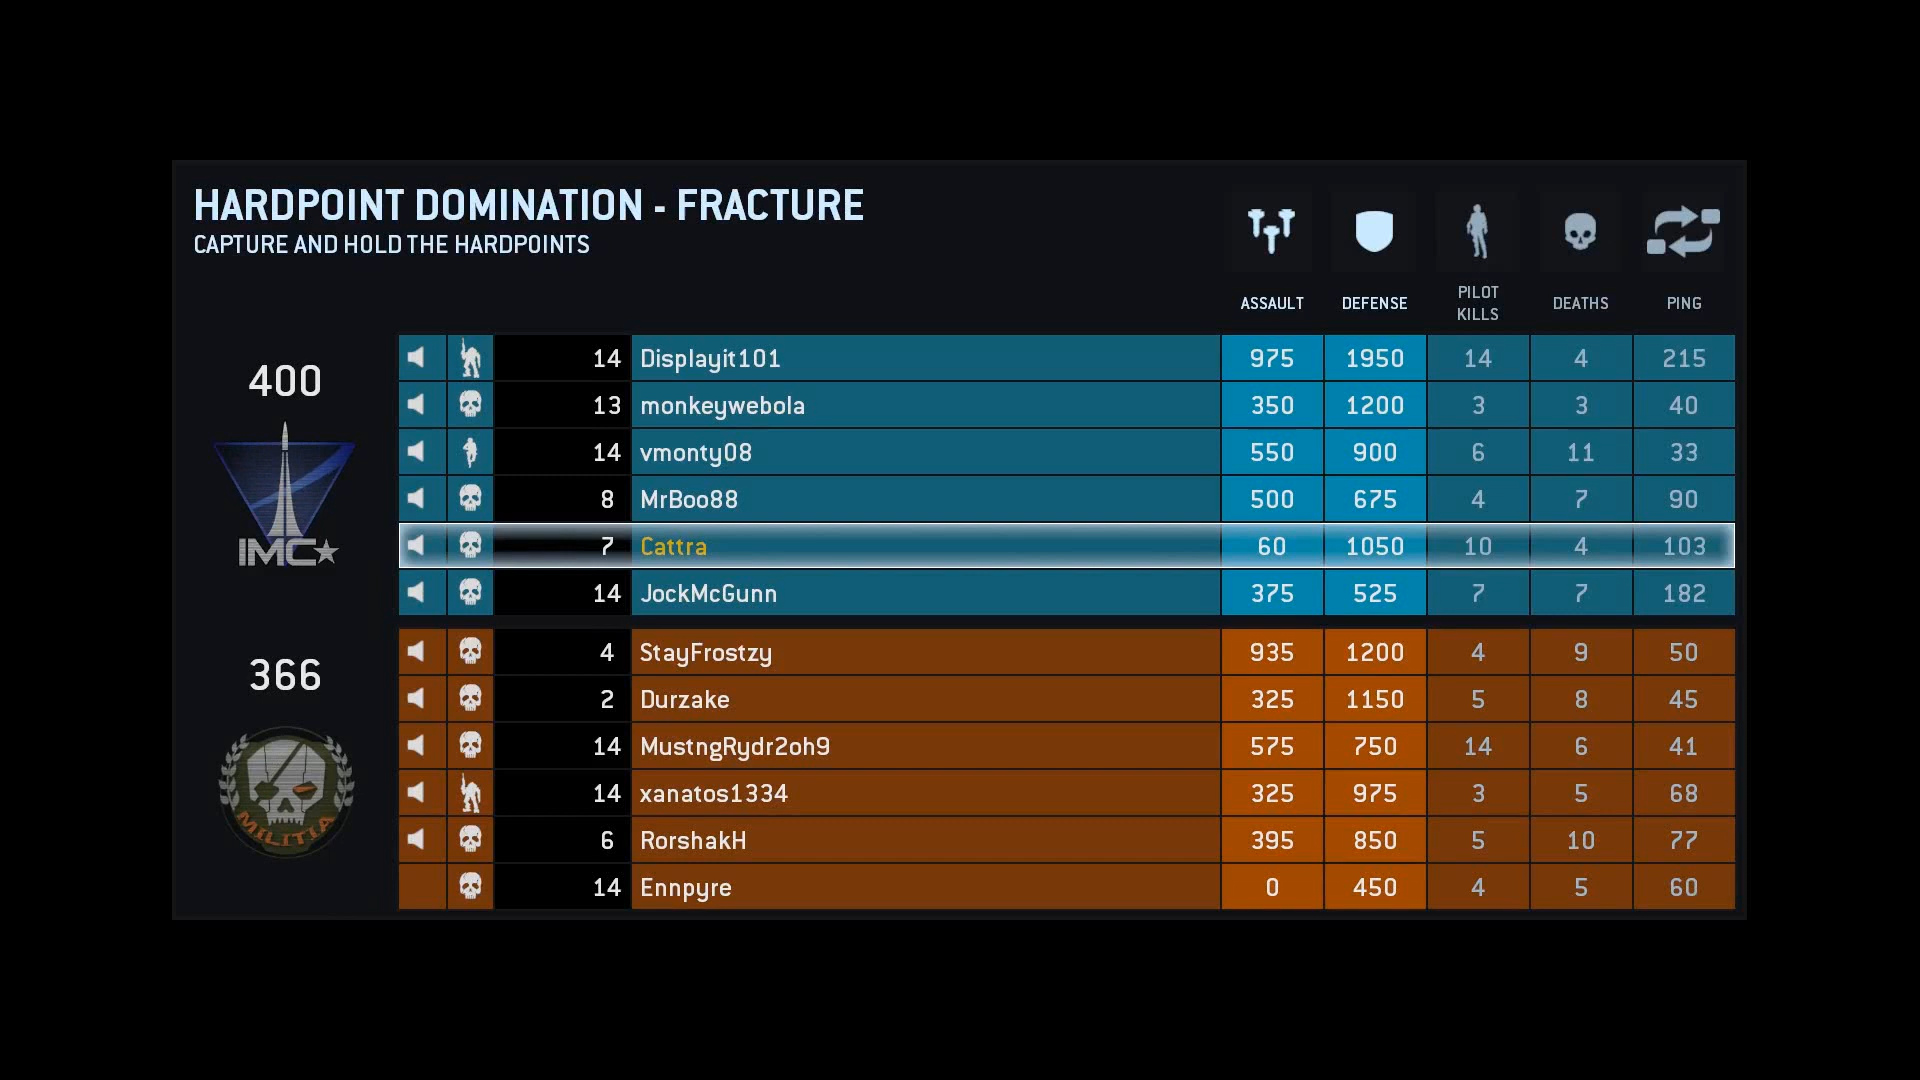 HARDPOINT DOMINATION - FRACTURE
CAPTURE AND HOLD THE HARDPOINTS
ASSAULT DEFENSE PILOT KILLS DEATHS PING
400
IMC
14 Displayit101 975 1950 14 4 215
13 monkeywebola 350 1200 3 3 40
14 vmonty08 550 900 6 11 33
8 MrBoo88 500 675 4 7 90
7 Cattra 60 1050 10 4 103
14 JockMcGunn 375 525 7 7 182
366
MILITIA
4 StayFrostzy 935 1200 4 9 50
2 Durzake 325 1150 5 8 45
14 MustngRydr2oh9 575 750 14 6 41
14 xanatos1334 325 975 3 5 68
6 RorshakH 395 850 5 10 77
14 Ennpyre 0 450 4 5 60